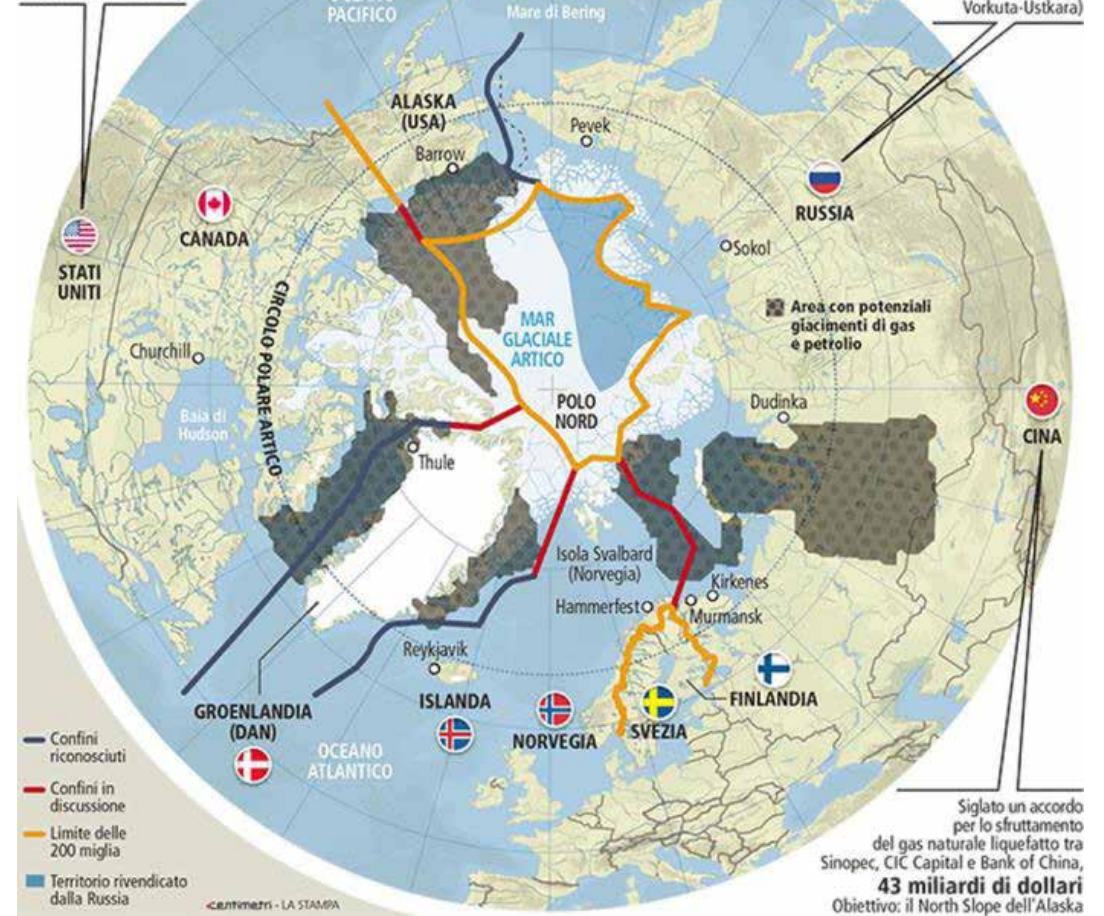 OCEANO
PACIFICO
Mare di Bering
Vorkuta-Ustkara)
ALASKA
(USA)
Barrow
Pevek
RUSSIA
CANADA
STATI
UNITI
Sokol
CIRCOLO POLARE ARTICO
Area con potenziali
giacimenti di gas
e petrolio
MAR
GLACIALE
ARTICO
Churchill
Baia di
Hudson
POLO
NORD
Dudinka
CINA
Thule
Isola Svalbard
(Norvegia)
Kirkenes
Hammerfest
Murmansk
Reykjavik
ISLANDA
FINLANDIA
GROENLANDIA
(DAN)
NORVEGIA
SVEZIA
OCEANO
ATLANTICO
Confini
riconosciuti
Confini in
discussione
Limite delle
200 miglia
Territorio rivendicato
dalla Russia
centimetri - LA STAMPA
Siglato un accordo
per lo sfruttamento
del gas naturale liquefatto tra
Sinopec, CIC Capital e Bank of China,
43 miliardi di dollari
Obiettivo: il North Slope dell'Alaska